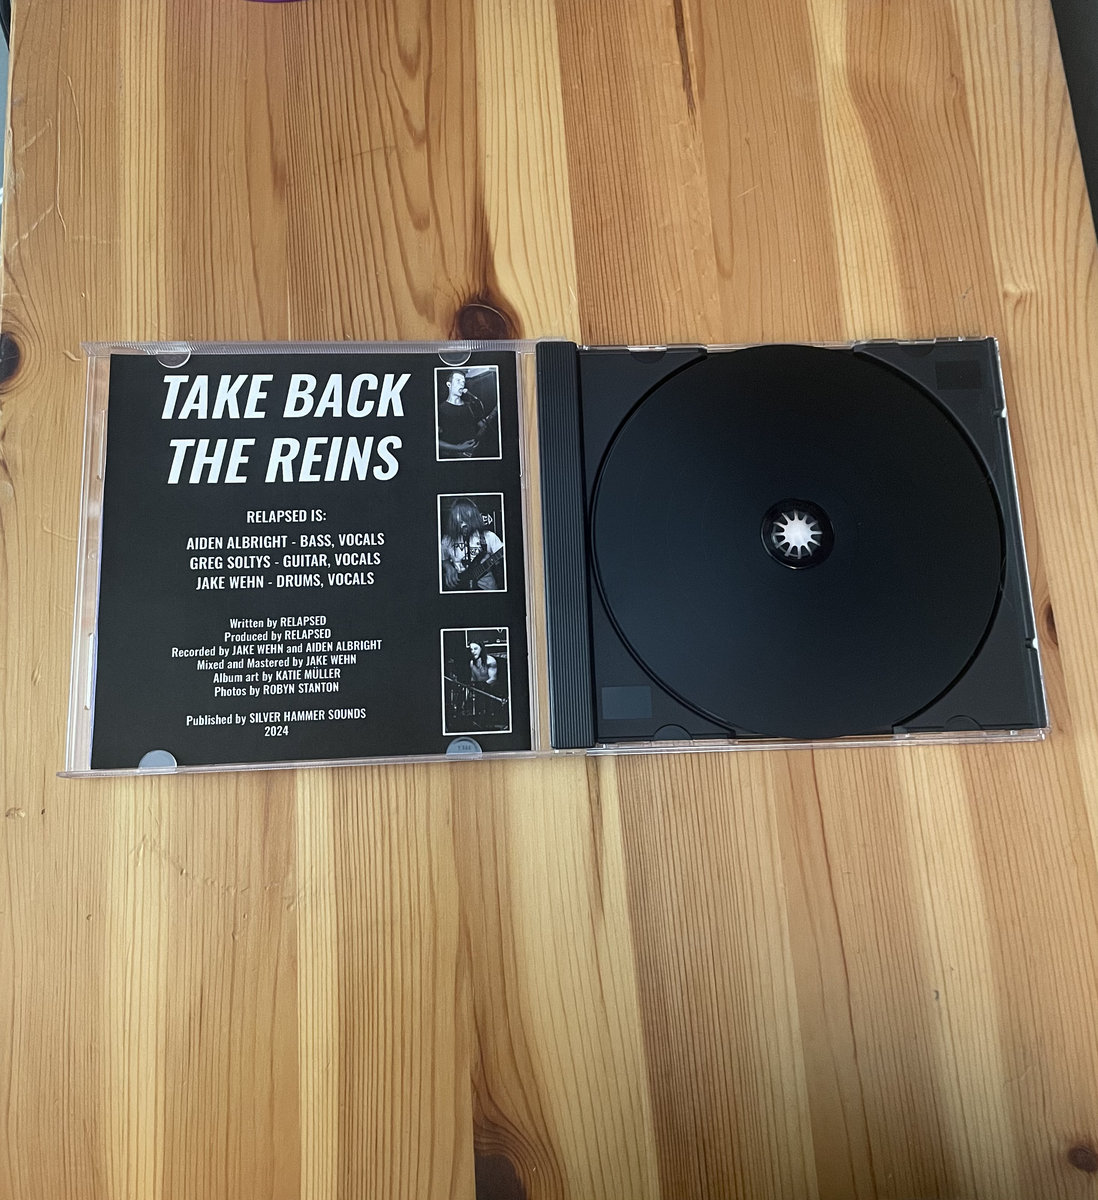 TAKE BACK
THE REINS
RELAPSED IS:
AIDEN ALBRIGHT - BASS, VOCALS
GREG SOLTYS - GUITAR, VOCALS
JAKE WEHN - DRUMS, VOCALS
Written by RELAPSED
Produced by RELAPSED
Recorded by JAKE WEHN and AIDEN ALBRIGHT
Mixed and Mastered by JAKE WEHN
Album art by KATIE MÜLLER
Photos by ROBYN STANTON
Published by SILVER HAMMER SOUNDS
2024